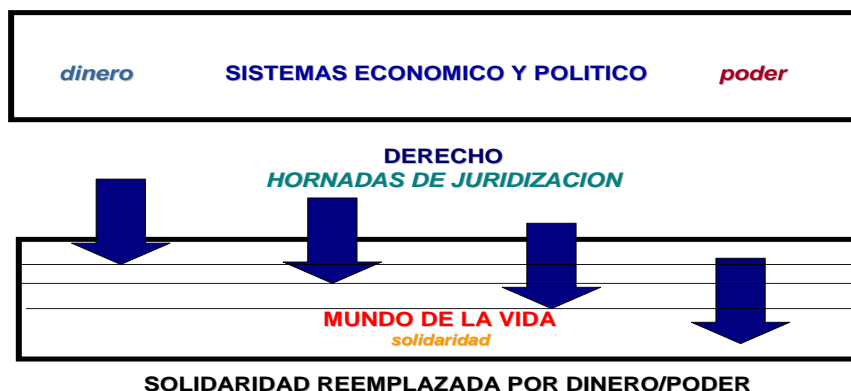 dinero SISTEMAS ECONOMICO Y POLITICO poder
DERECHO
HORNADAS DE JURIDIZACION
MUNDO DE LA VIDA
solidaridad
SOLIDARIDAD REEMPLAZADA POR DINERO/PODER